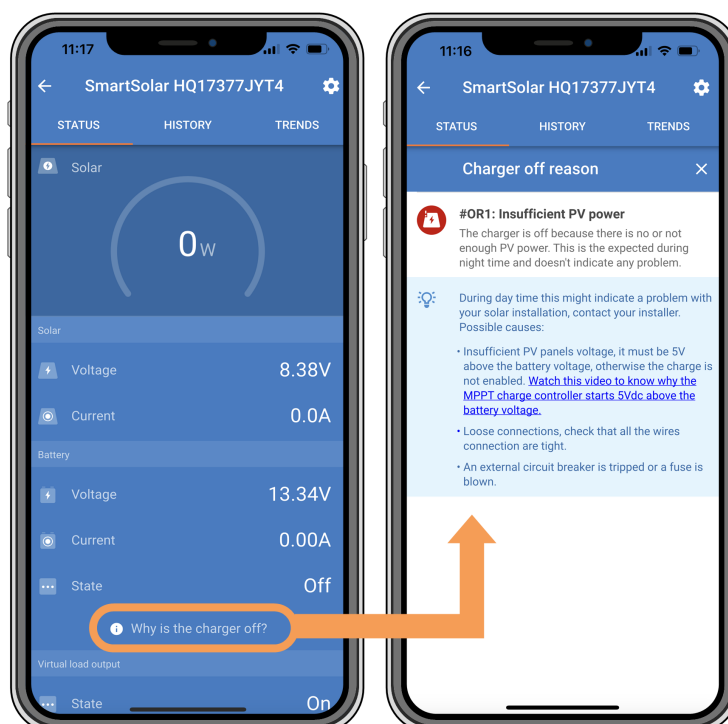 11:17
SmartSolar HQ17377JYT4
STATUS HISTORY TRENDS
Solar
0W
Solar
Voltage 8.38V
Current 0.0A
Battery
Voltage 13.34V
Current 0.00A
State Off
Why is the charger off?
Virtual load output
State On
11:16
SmartSolar HQ17377JYT4
STATUS HISTORY TRENDS
Charger off reason
#OR1: Insufficient PV power
The charger is off because there is no or not
enough PV power. This is the expected during
night time and doesn't indicate any problem.
During day time this might indicate a problem with
your solar installation, contact your installer.
Possible causes:
• Insufficient PV panels voltage, it must be 5V
above the battery voltage, otherwise the charge is
not enabled. Watch this video to know why the
MPPT charge controller starts 5Vdc above the
battery voltage.
• Loose connections, check that all the wires
connection are tight.
• An external circuit breaker is tripped or a fuse is
blown.